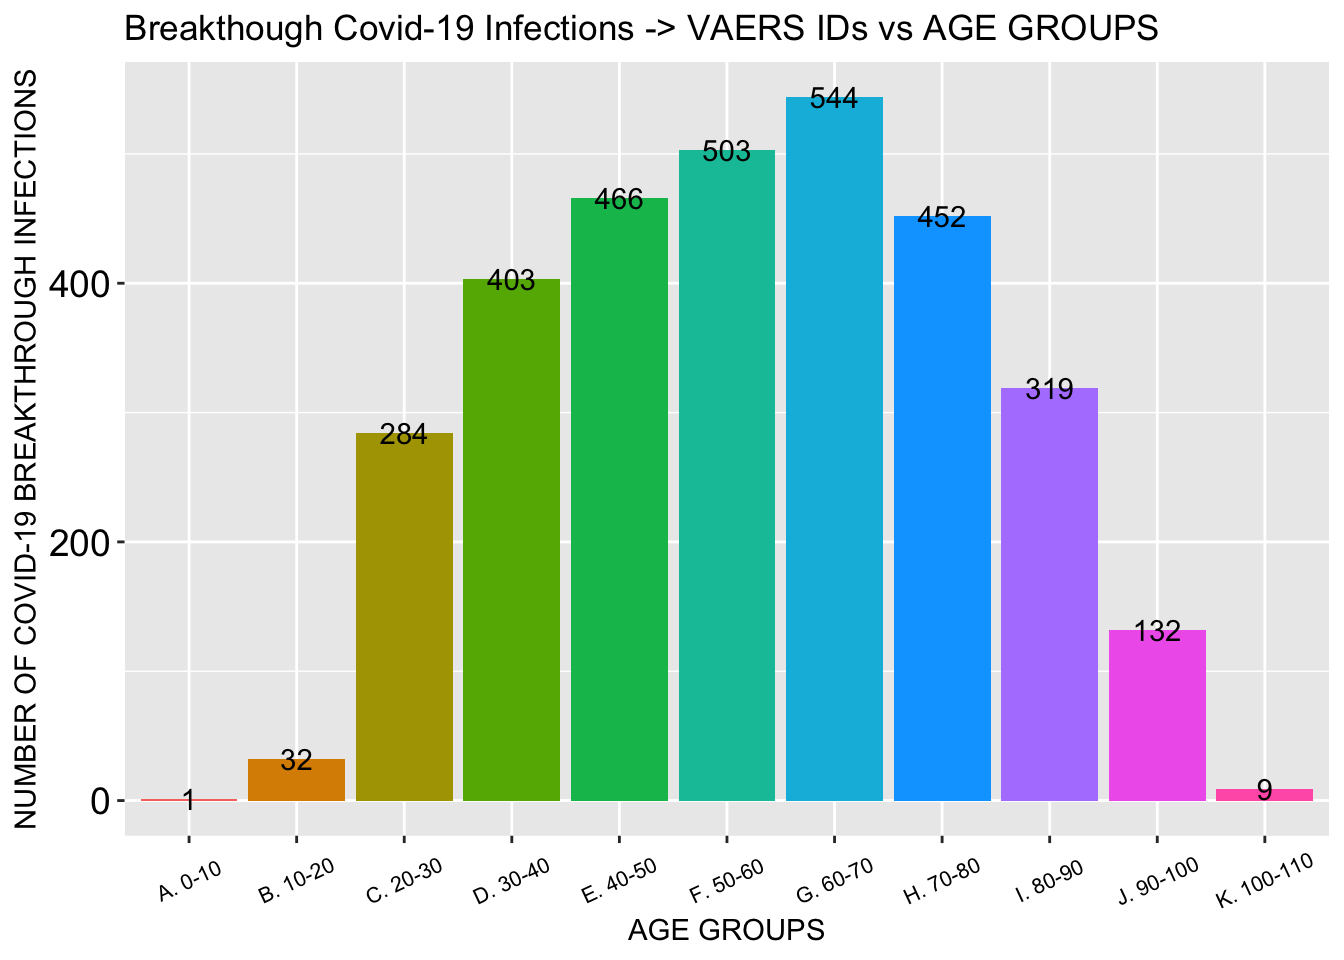 Breakthough Covid-19 Infections -> VAERS IDs vs AGE GROUPS
NUMBER OF COVID-19 BREAKTHROUGH INFECTIONS
400
200
0
1
32
284
403
466
503
544
452
319
132
9
A. 0-10
B. 10-20
C. 20-30
D. 30-40
E. 40-50
F. 50-60
G. 60-70
H. 70-80
I. 80-90
J. 90-100
K. 100-110
AGE GROUPS